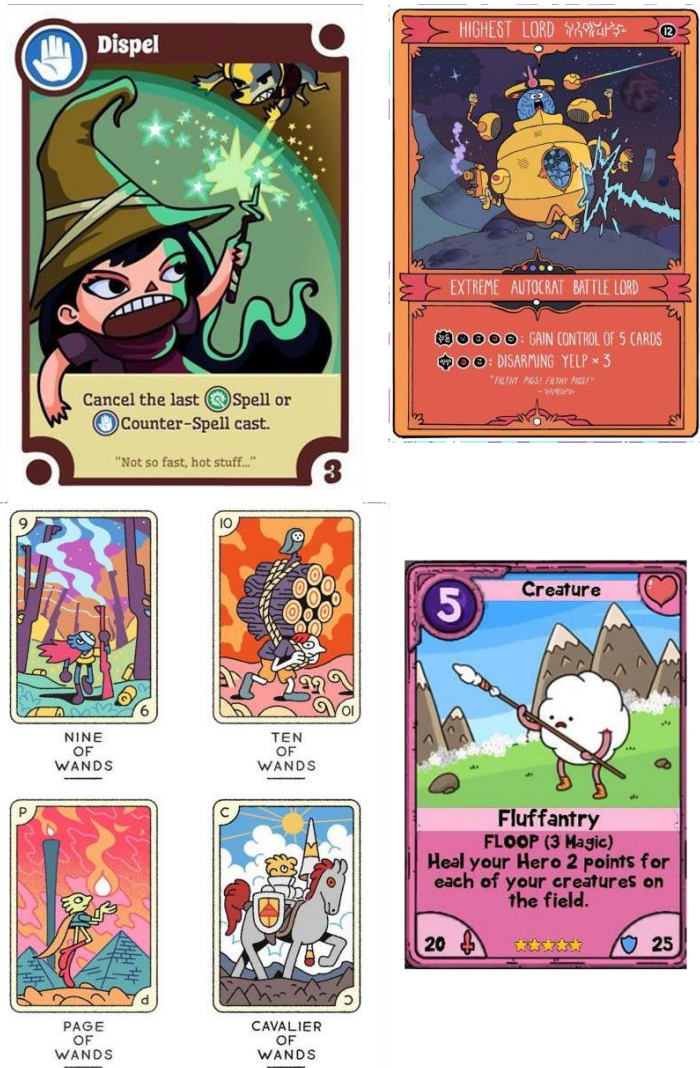 Dispel
Cancel the last Spell or
Counter-Spell cast.
"Not so fast, hot stuff..."
3
HIGHEST LORD
12
EXTREME AUTOCRAT BATTLE LORD
: GAIN CONTROL OF 5 CARDS
: DISARMING YELP × 3
"FILTHY PIGS! FILTHY PIGS!"
9
9
NINE
OF
WANDS
10
10
TEN
OF
WANDS
P
P
PAGE
OF
WANDS
C
C
CAVALIER
OF
WANDS
5
Creature
Fluffantry
FLOOP (3 Magic)
Heal your Hero 2 points for
each of your creatures on
the field.
20
25